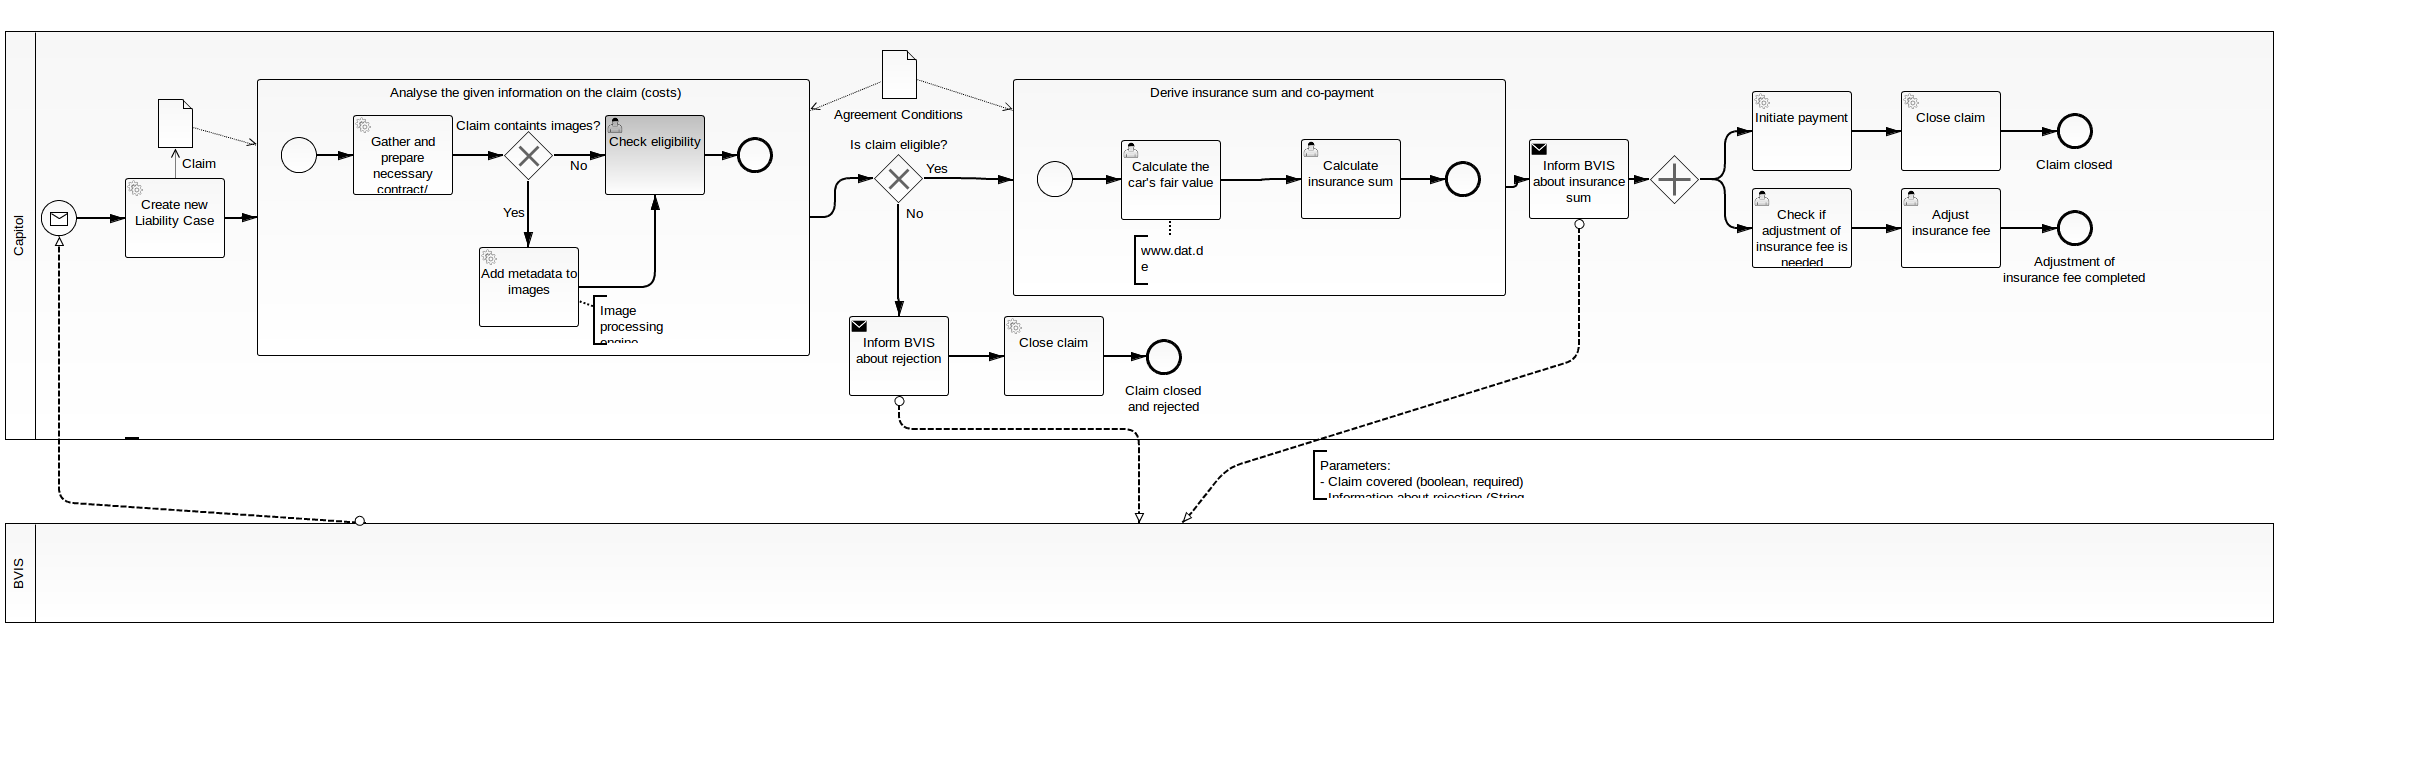 Capitol
Claim
Create new
Liability Case
Analyse the given information on the claim (costs)
Gather and
prepare
necessary
contract/
Claim containts images?
No
Yes
Check eligibility
Add metadata to
images
Image
processing
engine
Agreement Conditions
Is claim eligible?
Yes
No
Inform BVIS
about rejection
Close claim
Claim closed
and rejected
Derive insurance sum and co-payment
Calculate the
car's fair value
www.dat.d
e
Calculate
insurance sum
Inform BVIS
about insurance
sum
Initiate payment
Close claim
Claim closed
Check if
adjustment of
insurance fee is
needed
Adjust
insurance fee
Adjustment of
insurance fee completed
Parameters:
- Claim covered (boolean, required)
- Information about rejection (String
BVIS